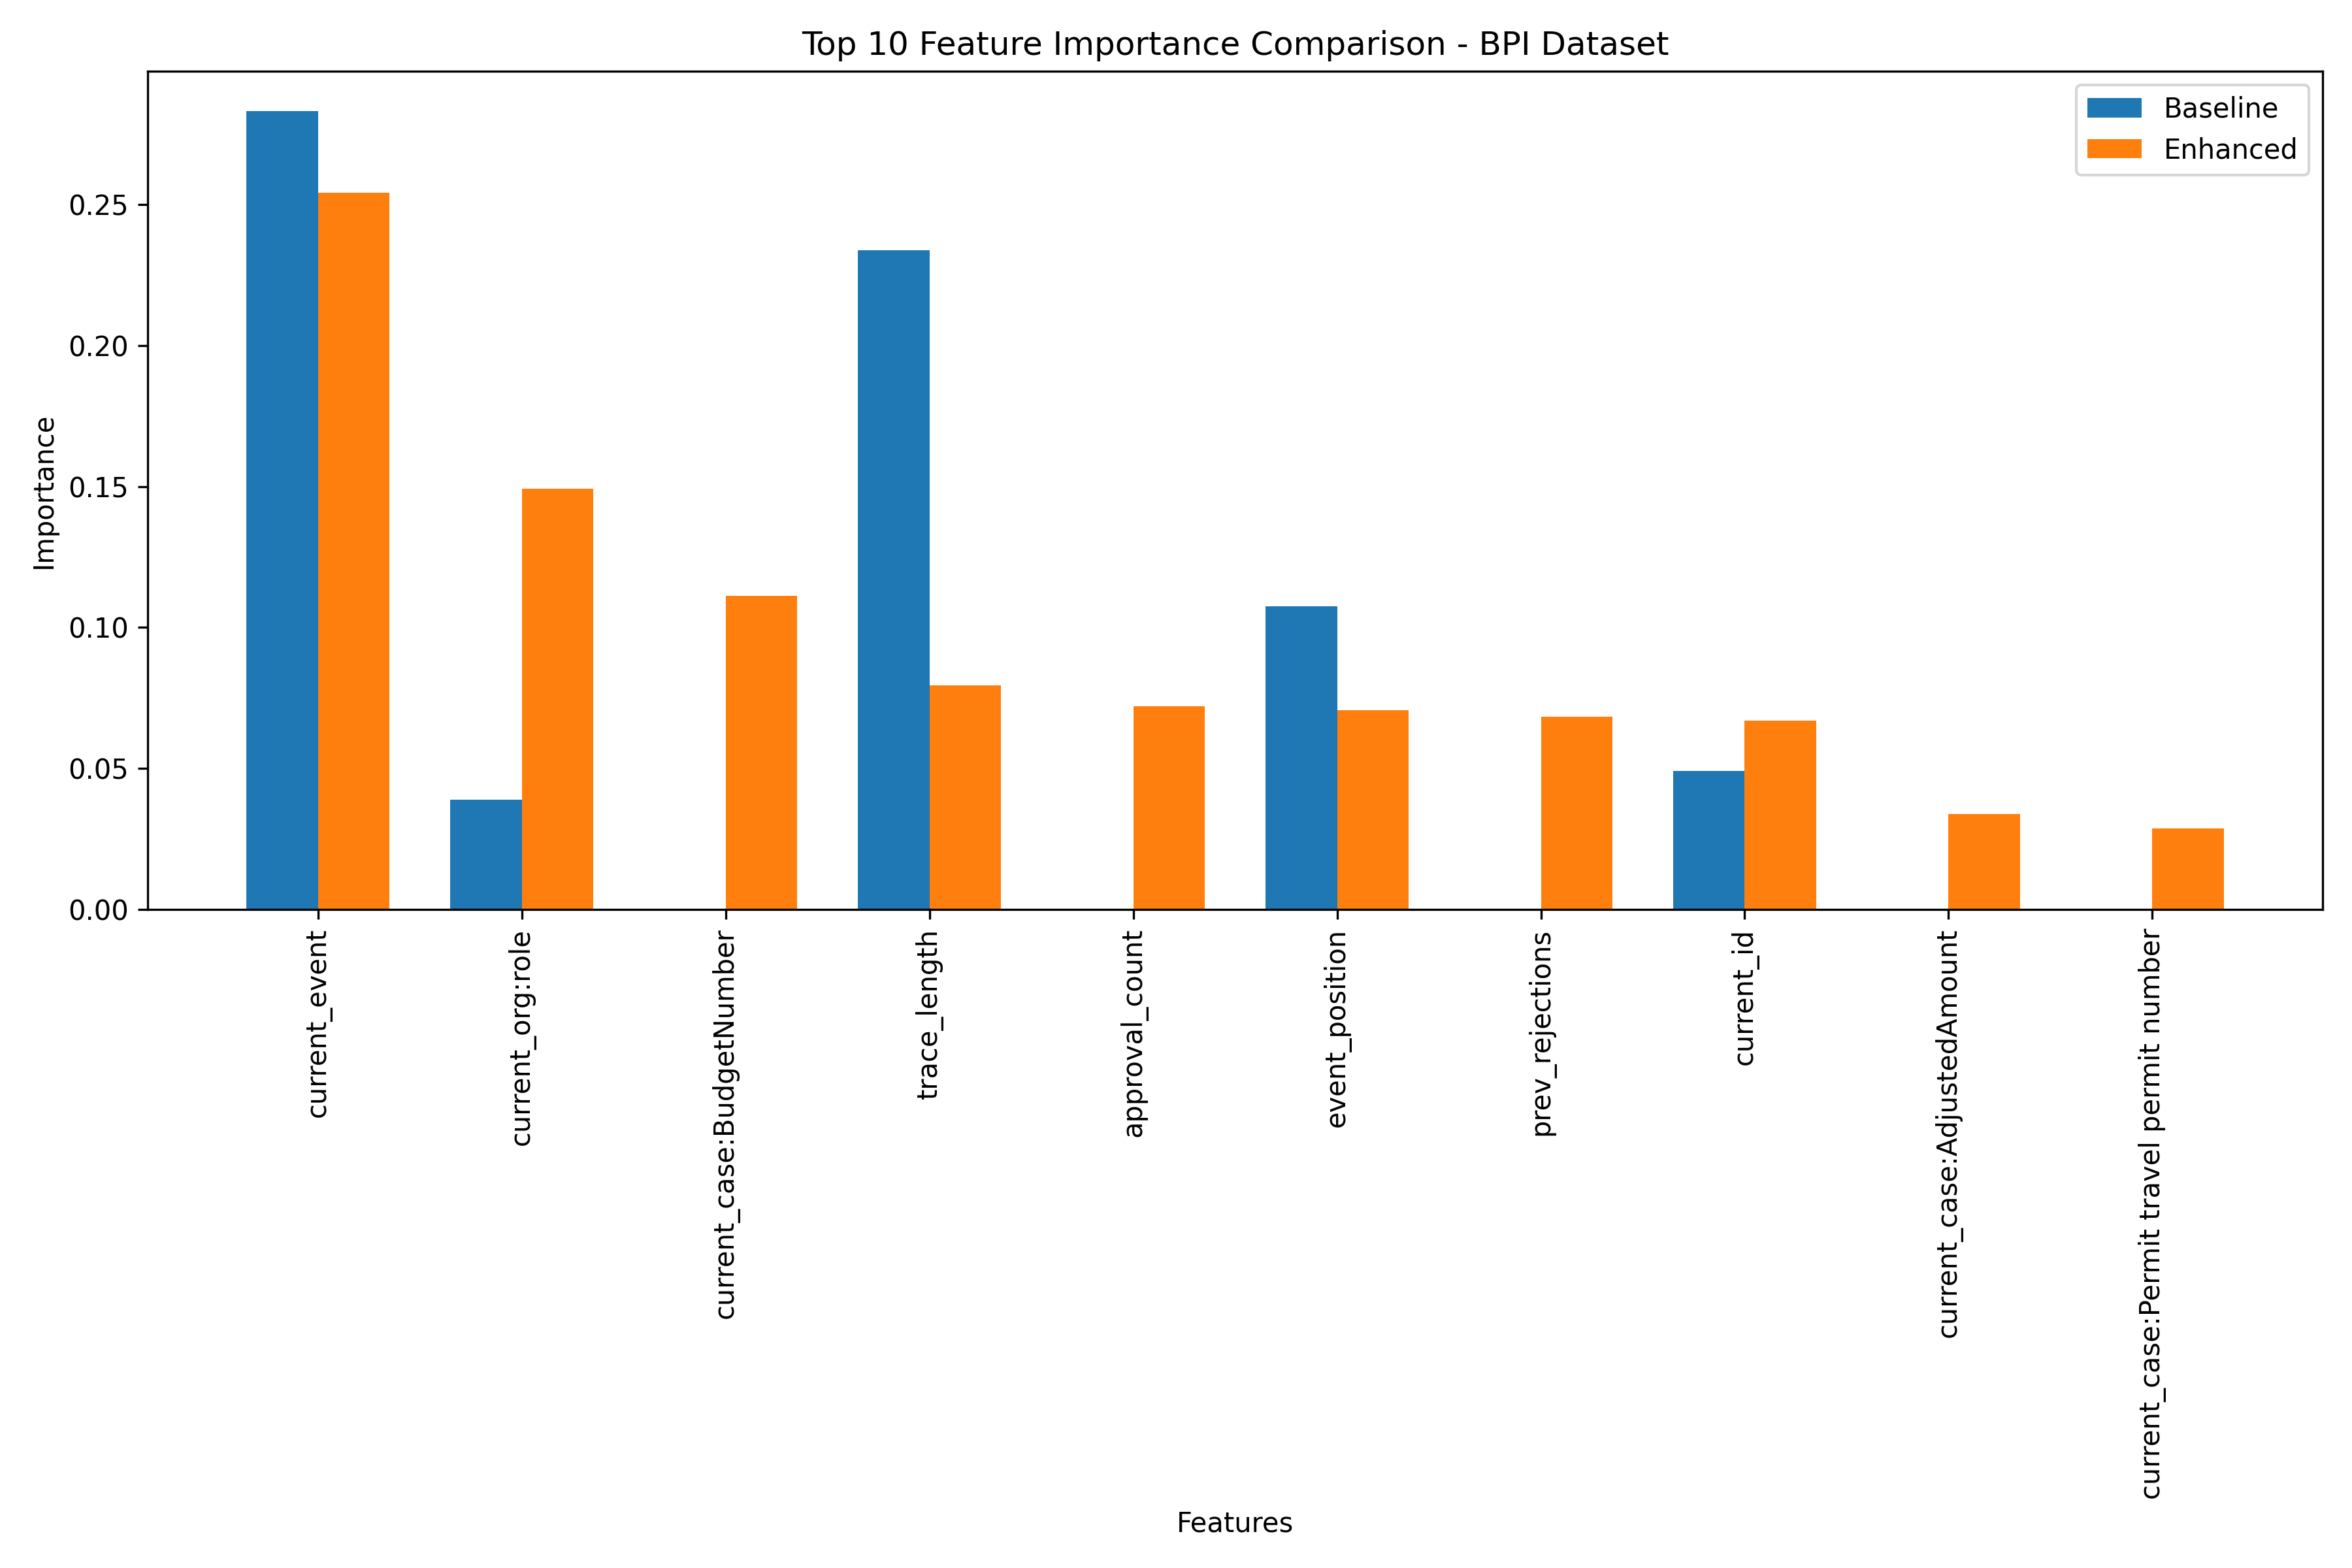 Top 10 Feature Importance Comparison - BPI Dataset
Baseline
Enhanced
Importance
0.25
0.20
0.15
0.10
0.05
0.00
current_event
current_org:role
current_case:BudgetNumber
trace_length
approval_count
event_position
prev_rejections
current_id
current_case:AdjustedAmount
current_case:Permit travel permit number
Features